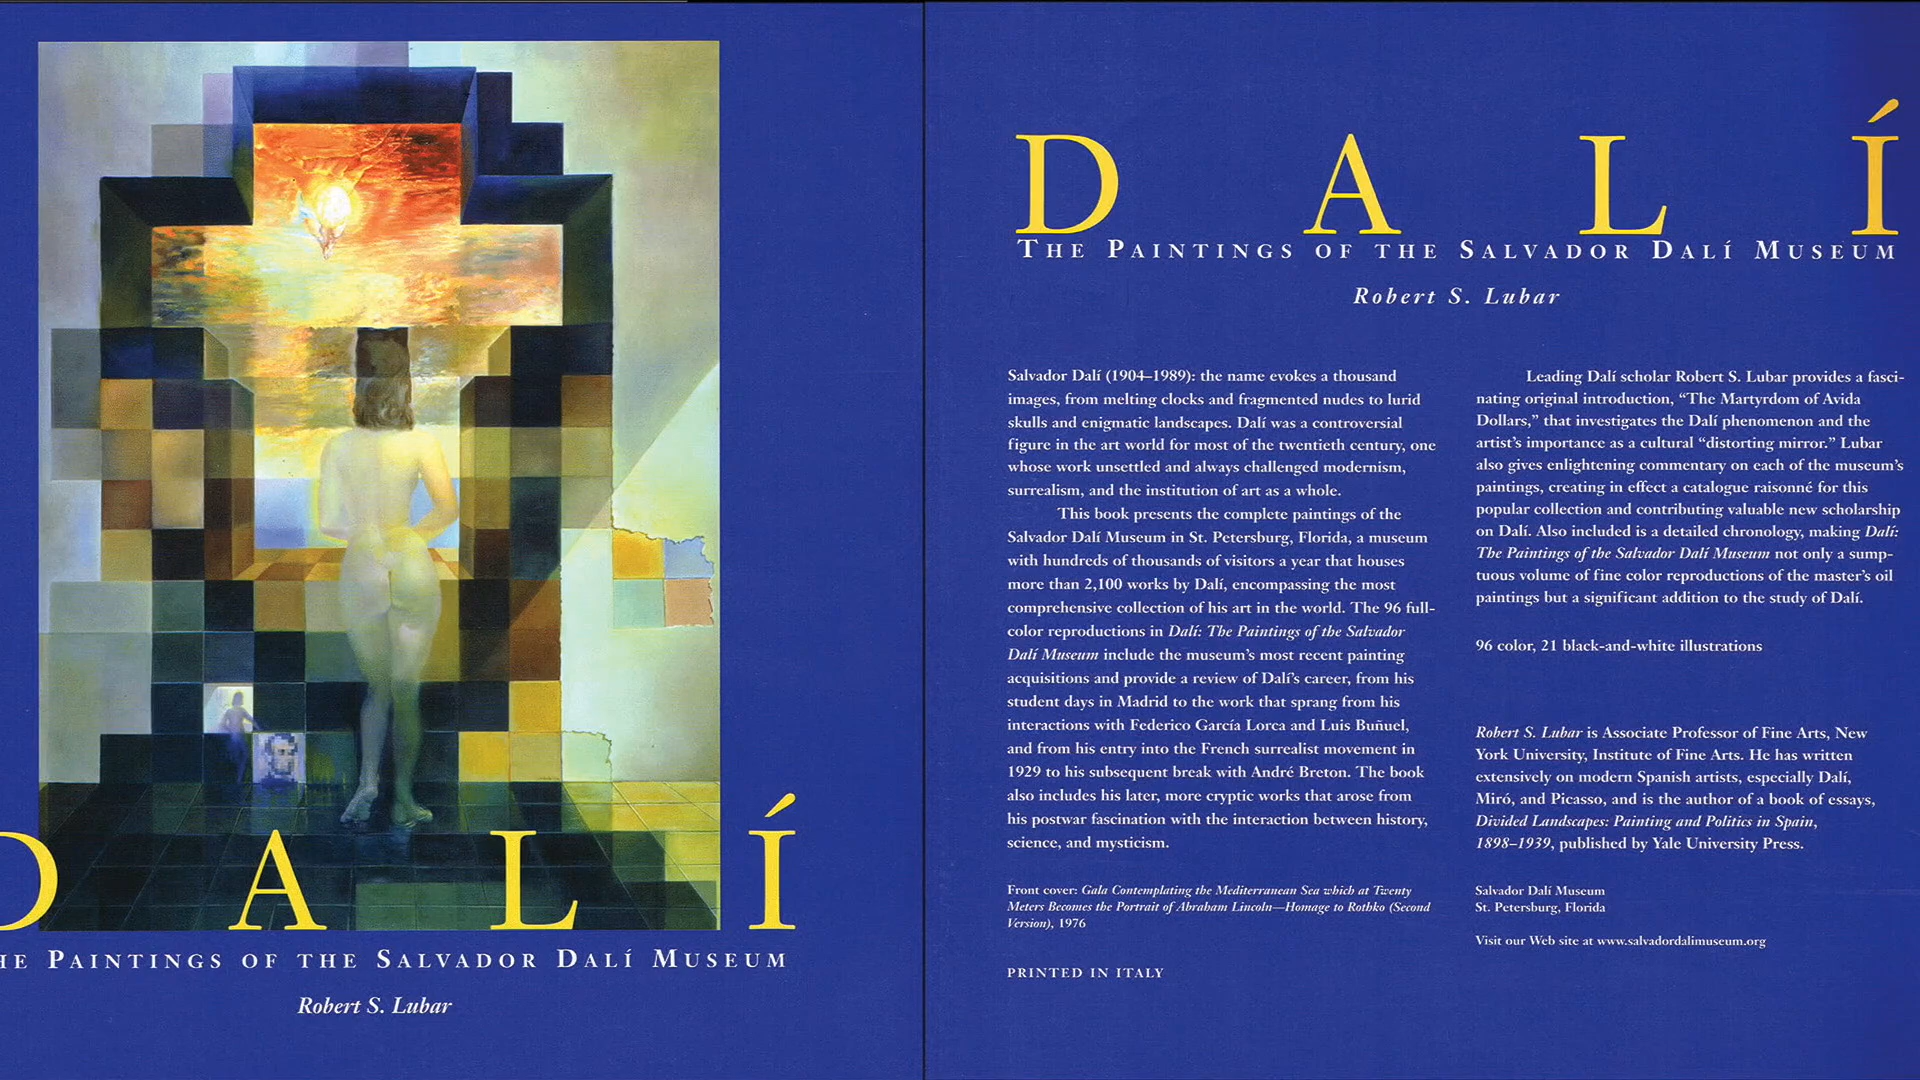 DALÍ
HE PAINTINGS OF THE SALVADOR DALÍ MUSEUM
Robert S. Lubar
DALÍ
THE PAINTINGS OF THE SALVADOR DALÍ MUSEUM
Robert S. Lubar
Salvador Dalí (1904–1989): the name evokes a thousand
images, from melting clocks and fragmented nudes to lurid
skulls and enigmatic landscapes. Dalí was a controversial
figure in the art world for most of the twentieth century, one
whose work unsettled and always challenged modernism,
surrealism, and the institution of art as a whole.
This book presents the complete paintings of the
Salvador Dalí Museum in St. Petersburg, Florida, a museum
with hundreds of thousands of visitors a year that houses
more than 2,100 works by Dalí, encompassing the most
comprehensive collection of his art in the world. The 96 full-
color reproductions in Dalí: The Paintings of the Salvador
Dalí Museum include the museum's most recent painting
acquisitions and provide a review of Dalí's career, from his
student days in Madrid to the work that sprang from his
interactions with Federico García Lorca and Luis Buñuel,
and from his entry into the French surrealist movement in
1929 to his subsequent break with André Breton. The book
also includes his later, more cryptic works that arose from
his postwar fascination with the interaction between history,
science, and mysticism.
Front cover: Gala Contemplating the Mediterranean Sea which at Twenty
Meters Becomes the Portrait of Abraham Lincoln—Homage to Rothko (Second
Version), 1976
PRINTED IN ITALY
Leading Dalí scholar Robert S. Lubar provides a fasci-
nating original introduction, "The Martyrdom of Avida
Dollars," that investigates the Dalí phenomenon and the
artist's importance as a cultural "distorting mirror." Lubar
also gives enlightening commentary on each of the museum's
paintings, creating in effect a catalogue raisonné for this
popular collection and contributing valuable new scholarship
on Dalí. Also included is a detailed chronology, making Dalí:
The Paintings of the Salvador Dalí Museum not only a sump-
tuous volume of fine color reproductions of the master's oil
paintings but a significant addition to the study of Dalí.
96 color, 21 black-and-white illustrations
Robert S. Lubar is Associate Professor of Fine Arts, New
York University, Institute of Fine Arts. He has written
extensively on modern Spanish artists, especially Dalí,
Miró, and Picasso, and is the author of a book of essays,
Divided Landscapes: Painting and Politics in Spain,
1898–1939, published by Yale University Press.
Salvador Dalí Museum
St. Petersburg, Florida
Visit our Web site at www.salvadordalimuseum.org